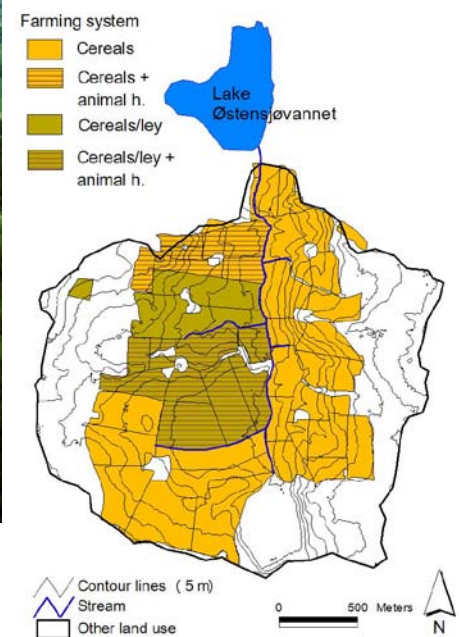 Farming system
Cereals
Cereals +
animal h.
Cereals/ley
Cereals/ley +
animal h.
Lake
Østensjøvannet
Contour lines ( 5 m)
Stream
Other land use
0 500 Meters
N